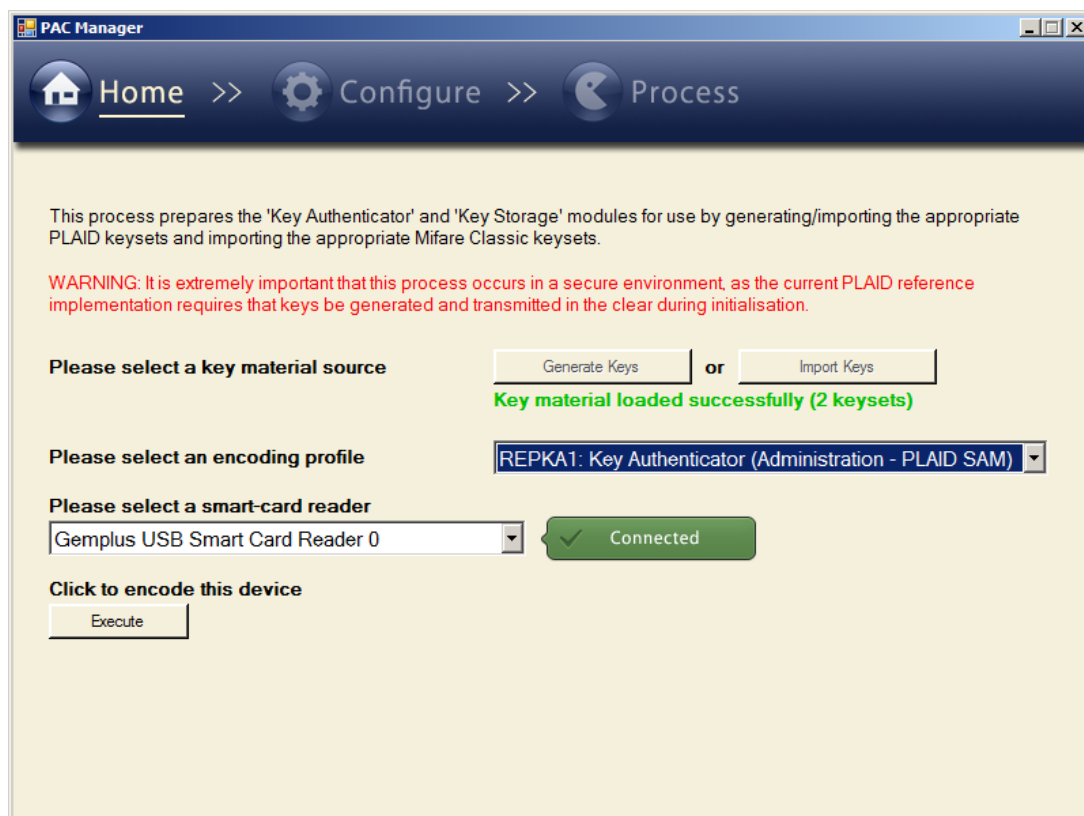 PAC Manager
Home >> Configure >> Process
This process prepares the 'Key Authenticator' and 'Key Storage' modules for use by generating/importing the appropriate
PLAID keysets and importing the appropriate Mifare Classic keysets.
WARNING: It is extremely important that this process occurs in a secure environment, as the current PLAID reference
implementation requires that keys be generated and transmitted in the clear during initialisation.
Please select a key material source Generate Keys or Import Keys
Key material loaded successfully (2 keysets)
Please select an encoding profile REPKA1: Key Authenticator (Administration - PLAID SAM)
Please select a smart-card reader
Gemplus USB Smart Card Reader 0 Connected
Click to encode this device
Execute